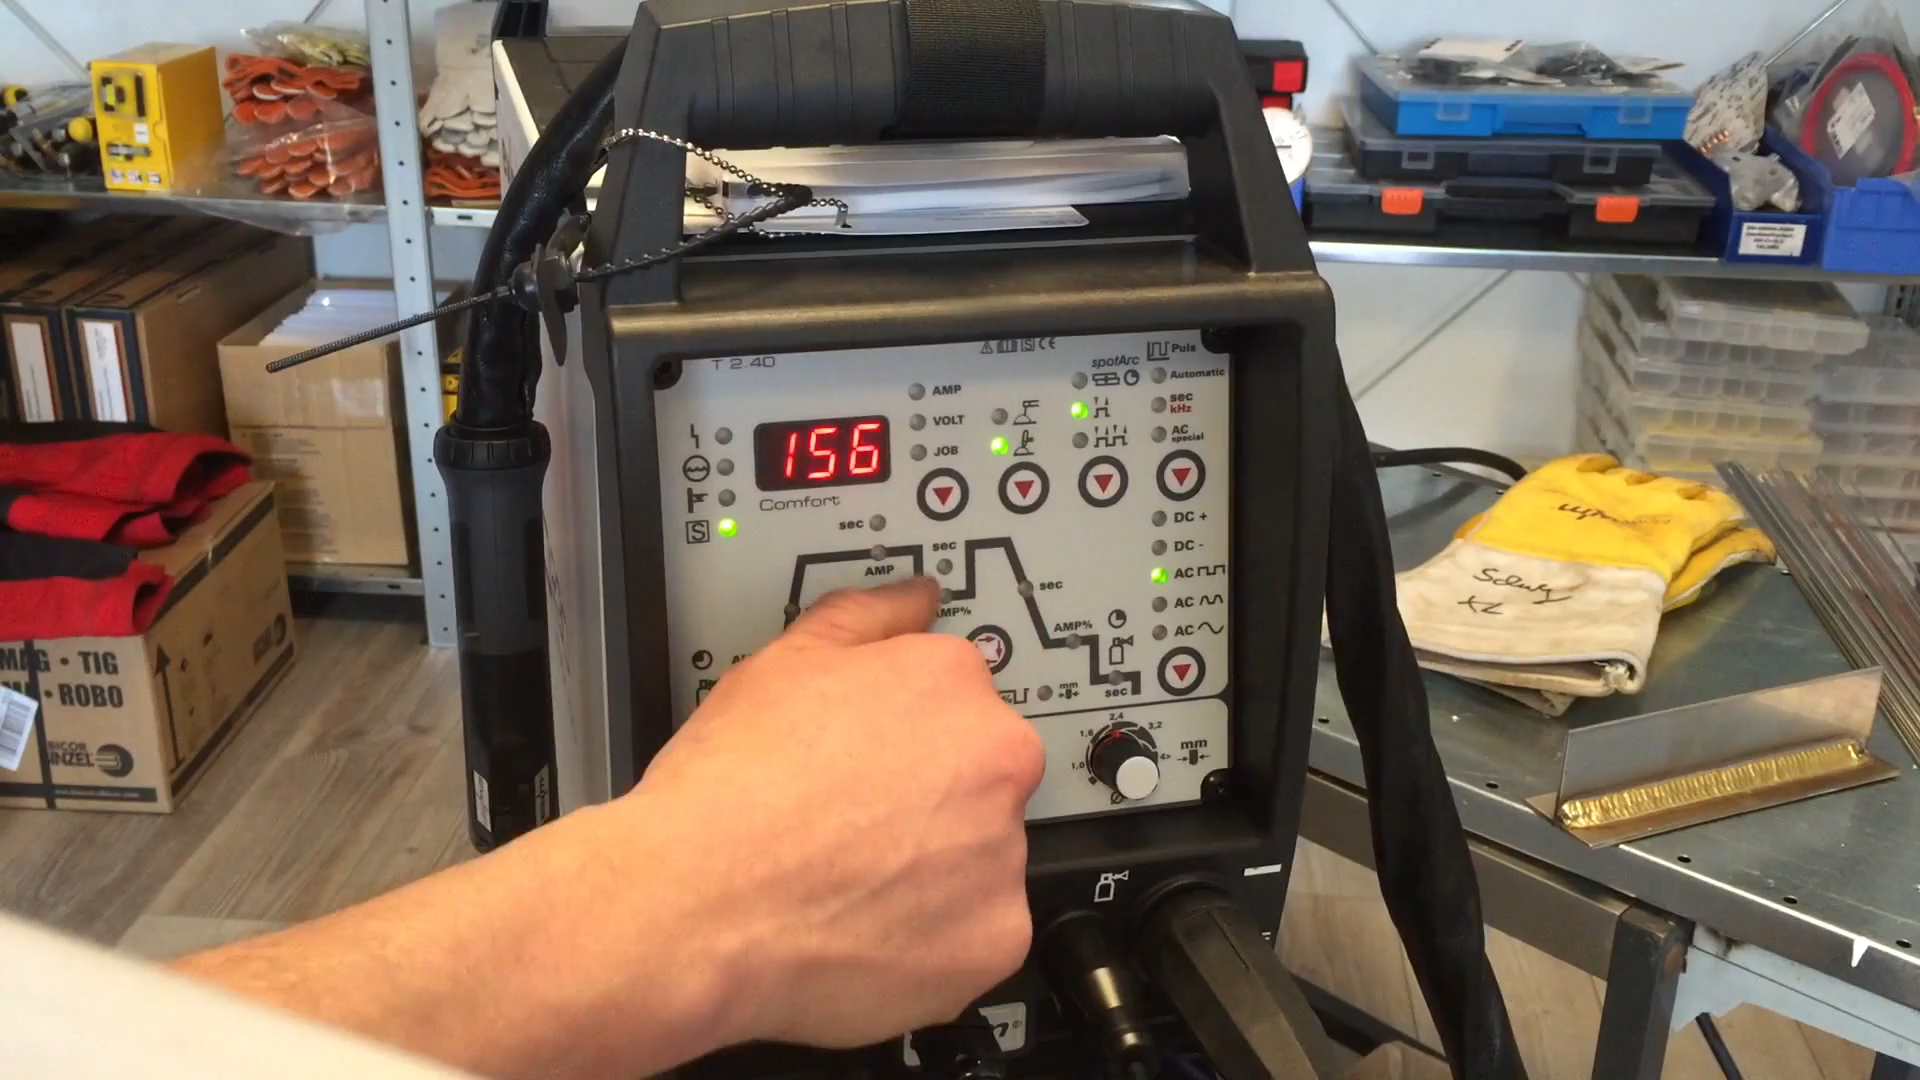 T 2.40
spotArc
Puls
Automatic
sec
kHz
AC
special
AMP
VOLT
JOB
156
Comfort
S
sec
AMP
sec
AMP%
sec
AMP%
sec
DC +
DC -
AC
AC
AC
mm
1,0
1,6
2,4
3,2
4>
mm
TIG
ROBO
XL